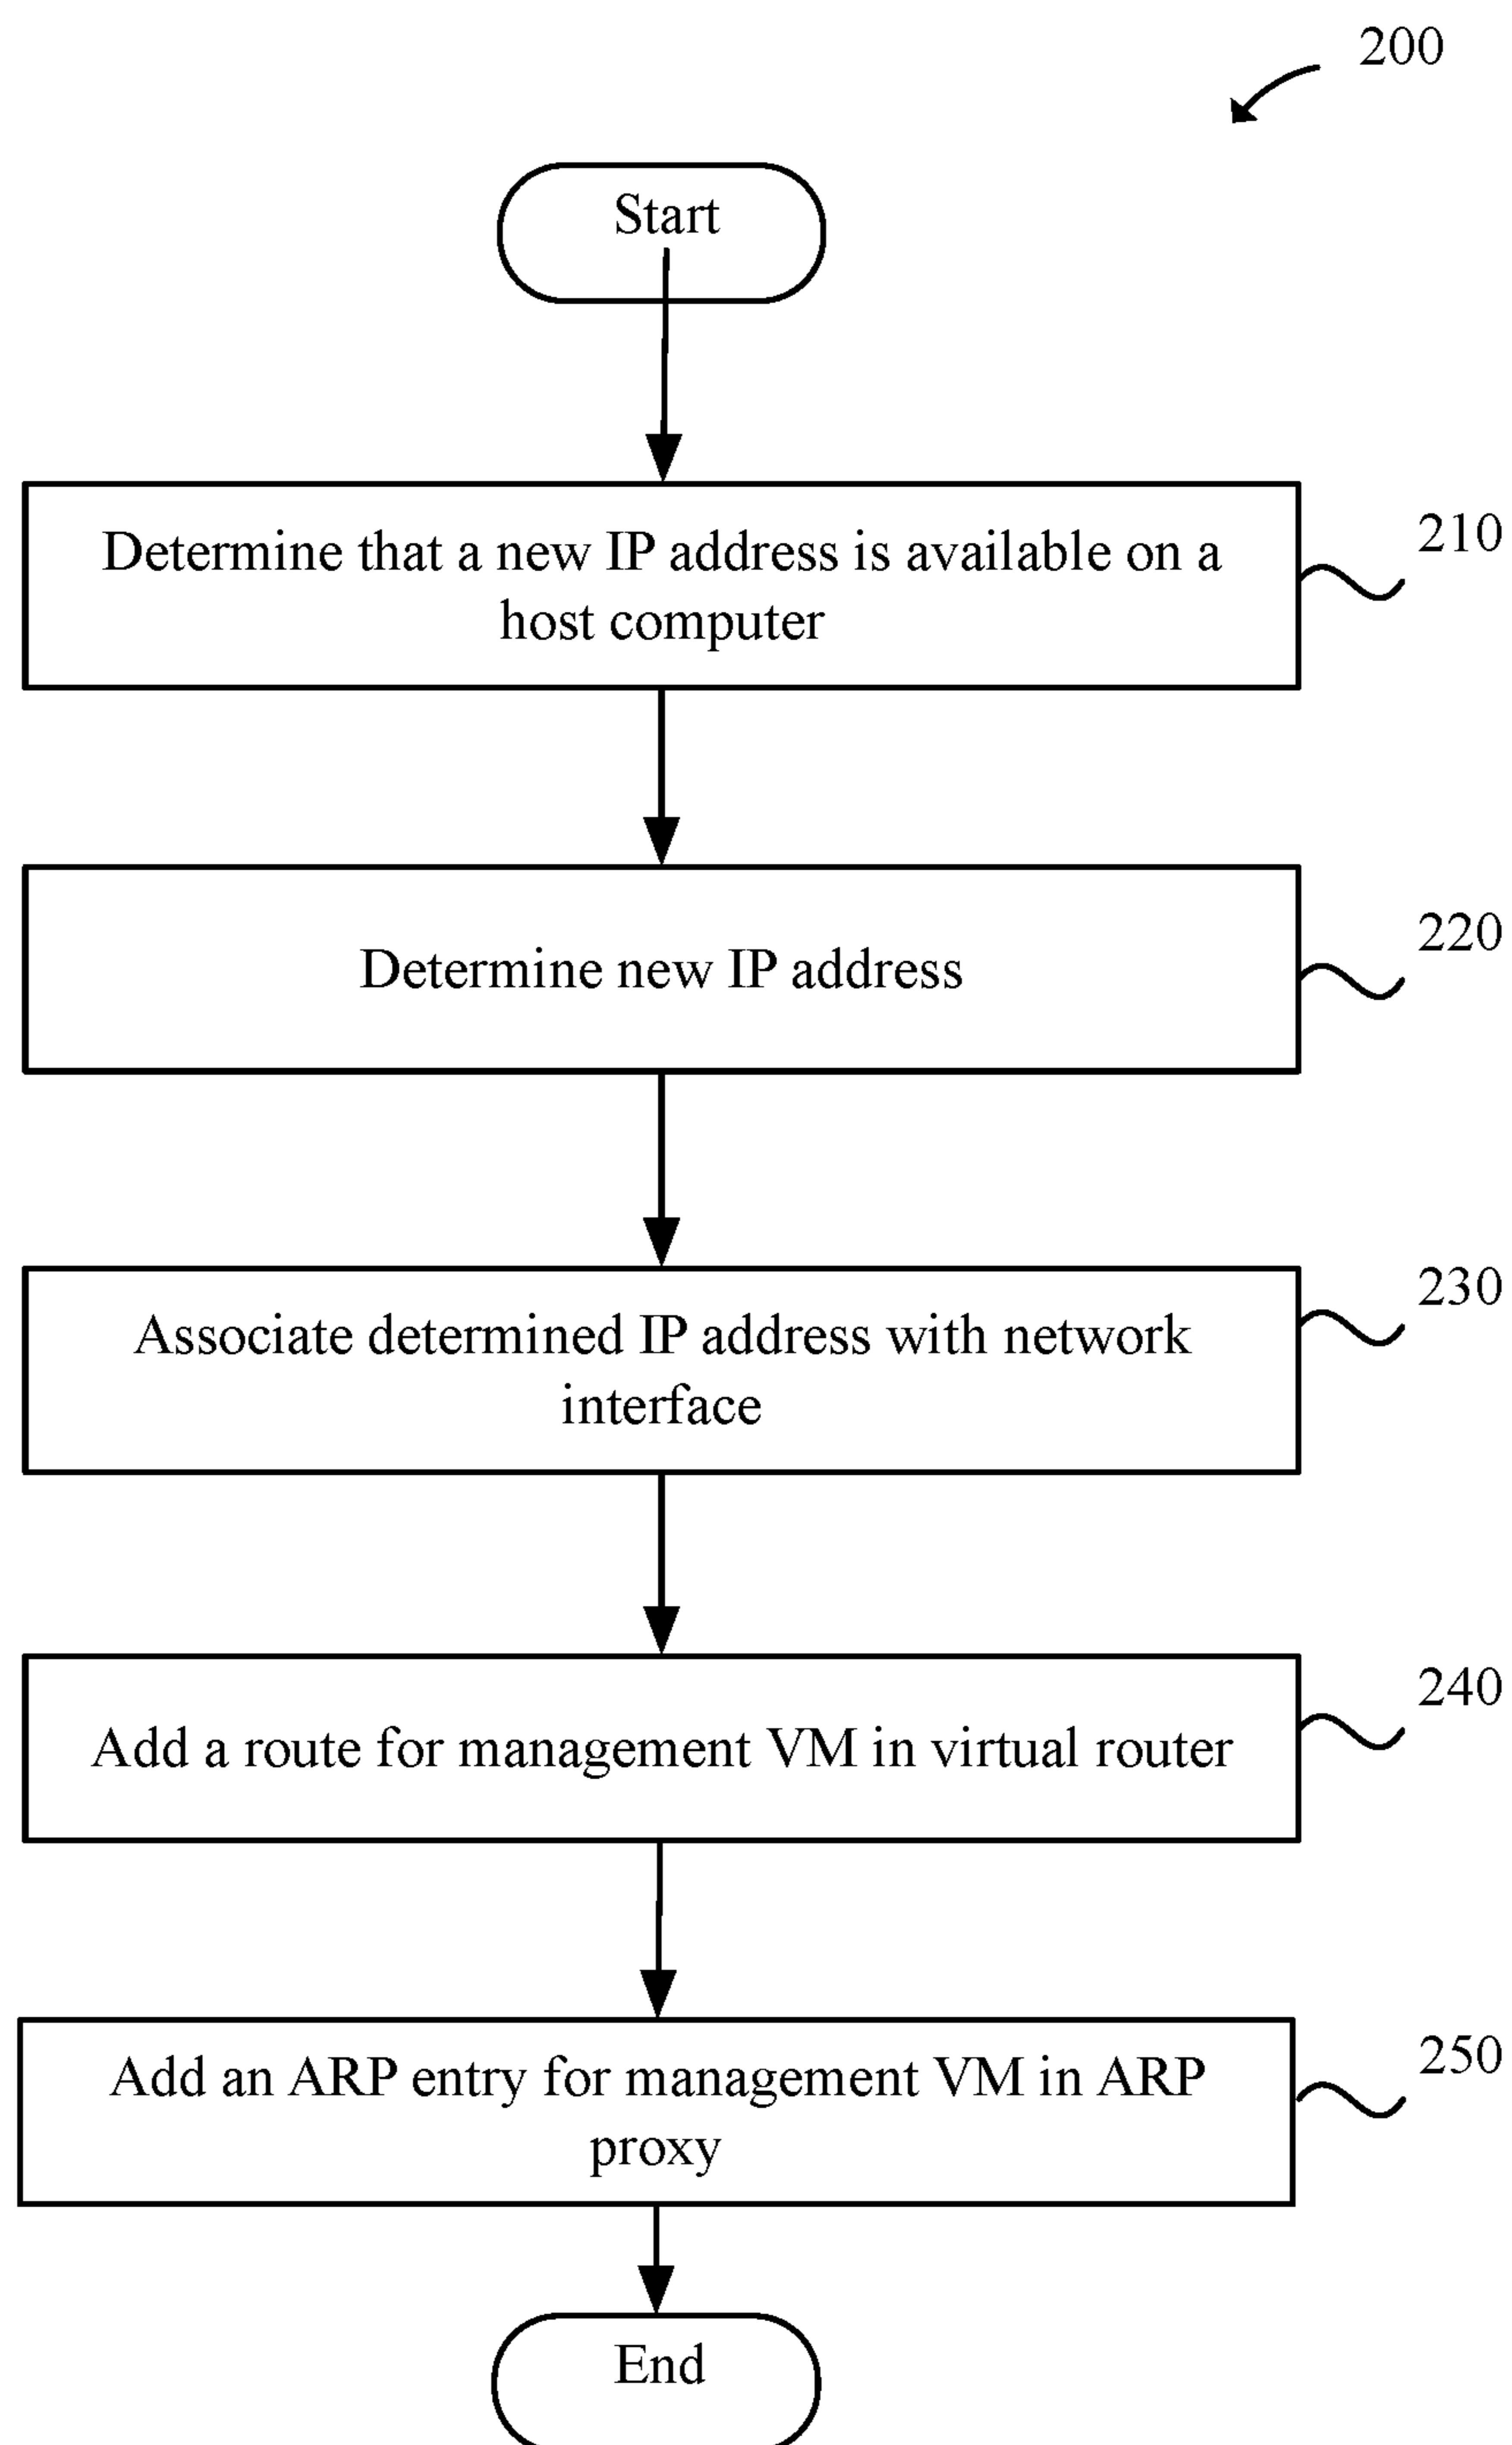 200
Start
Determine that a new IP address is available on a
host computer
210
Determine new IP address
220
Associate determined IP address with network
interface
230
Add a route for management VM in virtual router
240
Add an ARP entry for management VM in ARP
proxy
250
End